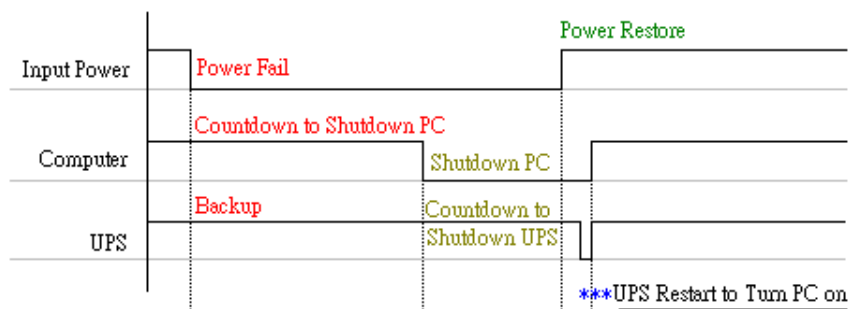 Power Restore
Input Power
Power Fail
Countdown to Shutdown PC
Computer
Shutdown PC
Backup
Countdown to
Shutdown UPS
UPS
***UPS Restart to Turn PC on